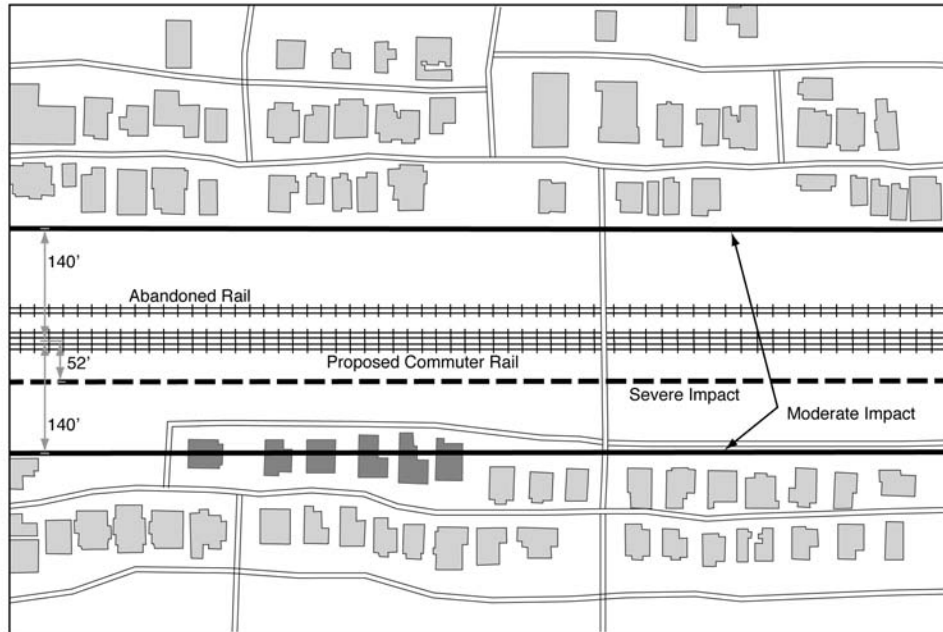 140’
Abandoned Rail
52’
Proposed Commuter Rail
Severe Impact
Moderate Impact
140’